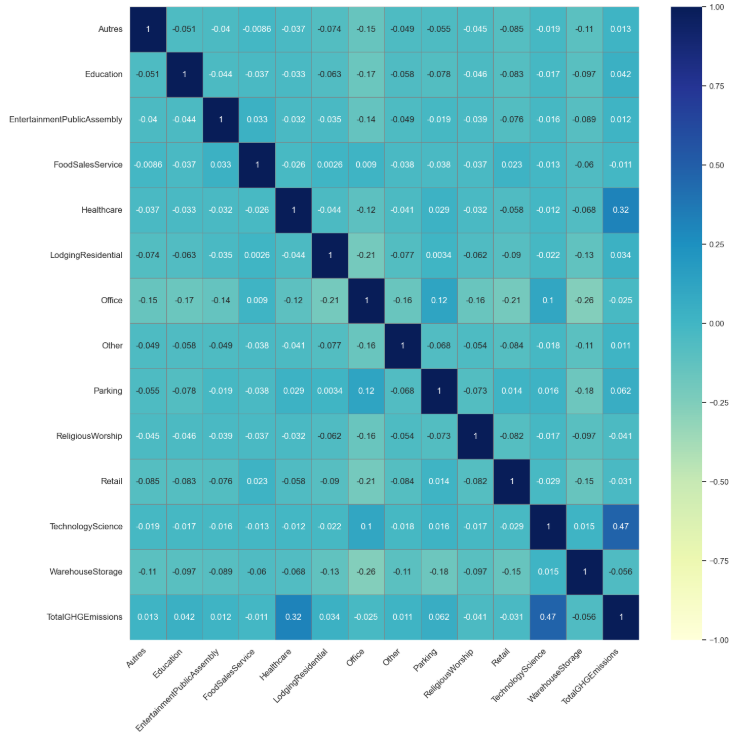 Autres 1 -0.051 -0.04 -0.0086 -0.037 -0.074 -0.15 -0.049 -0.055 -0.045 -0.085 -0.019 -0.11 0.013
Education -0.051 1 -0.044 -0.037 -0.033 -0.063 -0.17 -0.058 -0.078 -0.046 -0.083 -0.017 -0.097 0.042
EntertainmentPublicAssembly -0.04 -0.044 1 0.033 -0.032 -0.035 -0.14 -0.049 -0.019 -0.039 -0.076 -0.016 -0.089 0.012
FoodSalesService -0.0086 -0.037 0.033 1 -0.026 0.0026 0.009 -0.038 -0.038 -0.037 0.023 -0.013 -0.06 -0.011
Healthcare -0.037 -0.033 -0.032 -0.026 1 -0.044 -0.12 -0.041 0.029 -0.032 -0.058 -0.012 -0.068 0.32
LodgingResidential -0.074 -0.063 -0.035 0.0026 -0.044 1 -0.21 -0.077 0.0034 -0.062 -0.09 -0.022 -0.13 0.034
Office -0.15 -0.17 -0.14 0.009 -0.12 -0.21 1 -0.16 0.12 -0.16 -0.21 0.1 -0.26 -0.025
Other -0.049 -0.058 -0.049 -0.038 -0.041 -0.077 -0.16 1 -0.068 -0.054 -0.084 -0.018 -0.11 0.011
Parking -0.055 -0.078 -0.019 -0.038 0.029 0.0034 0.12 -0.068 1 -0.073 0.014 0.016 -0.18 0.062
ReligiousWorship -0.045 -0.046 -0.039 -0.037 -0.032 -0.062 -0.16 -0.054 -0.073 1 -0.082 -0.017 -0.097 -0.041
Retail -0.085 -0.083 -0.076 0.023 -0.058 -0.09 -0.21 -0.084 0.014 -0.082 1 -0.029 -0.15 -0.031
TechnologyScience -0.019 -0.017 -0.016 -0.013 -0.012 -0.022 0.1 -0.018 0.016 -0.017 -0.029 1 0.015 0.47
WarehouseStorage -0.11 -0.097 -0.089 -0.06 -0.068 -0.13 -0.26 -0.11 -0.18 -0.097 -0.15 0.015 1 -0.056
TotalGHGEmissions 0.013 0.042 0.012 -0.011 0.32 0.034 -0.025 0.011 0.062 -0.041 -0.031 0.47 -0.056 1
Autres
Education
EntertainmentPublicAssembly
FoodSalesService
Healthcare
LodgingResidential
Office
Other
Parking
ReligiousWorship
Retail
TechnologyScience
WarehouseStorage
TotalGHGEmissions
1.00
0.75
0.50
0.25
0.00
−0.25
−0.50
−0.75
−1.00